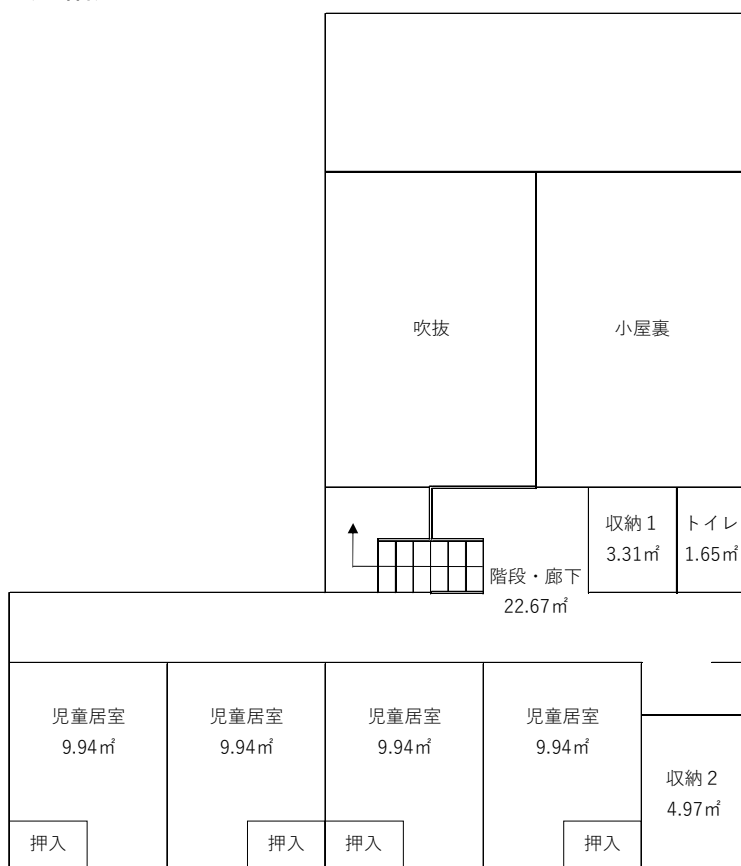 吹抜
小屋裏
収納１
3.31㎡
トイレ
1.65㎡
階段・廊下
22.67㎡
児童居室
9.94㎡
児童居室
9.94㎡
児童居室
9.94㎡
児童居室
9.94㎡
収納２
4.97㎡
押入
押入
押入
押入